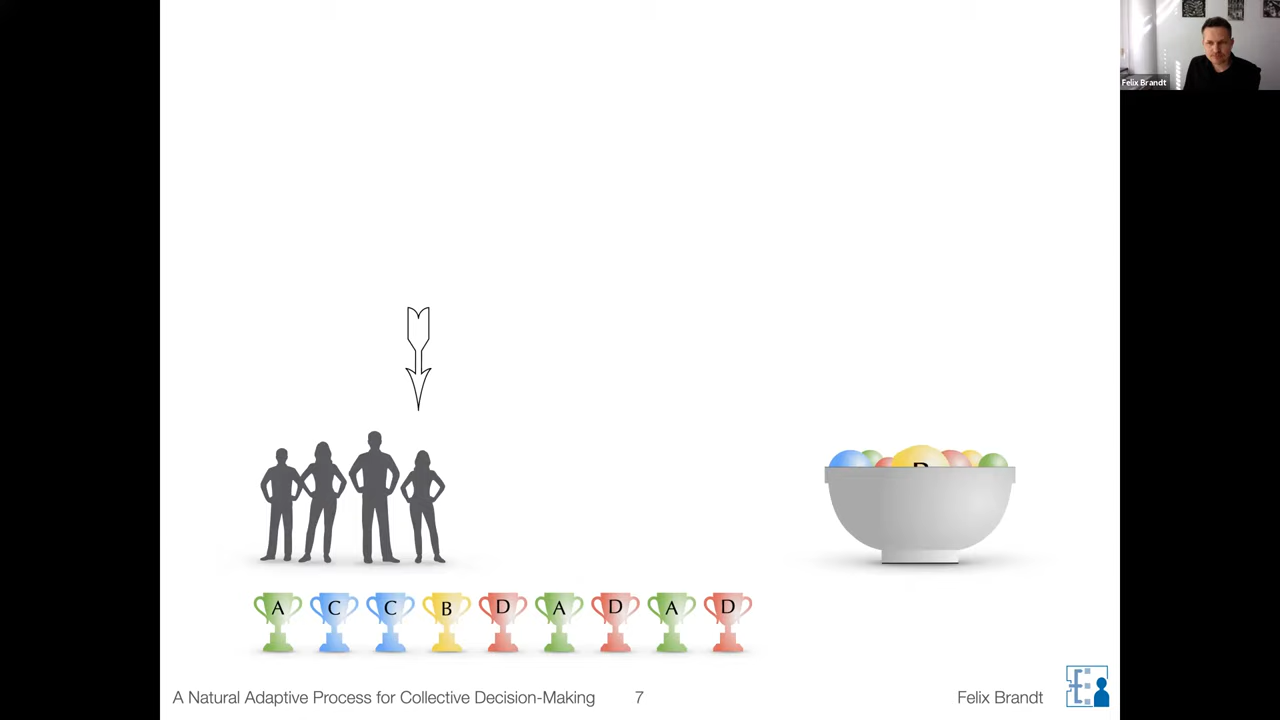 Felix Brandt
A C C B D A D A D
A Natural Adaptive Process for Collective Decision-Making 7 Felix Brandt